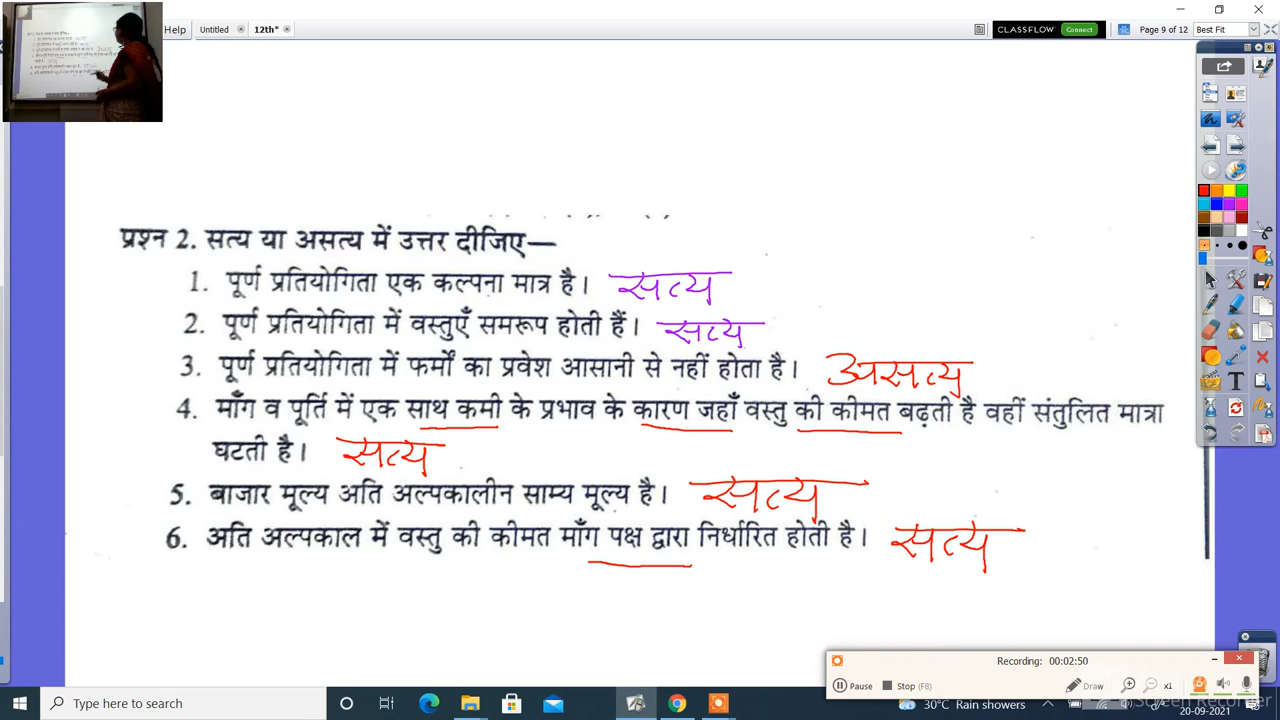 Help
Untitled
12th*
CLASSFLOW
Connect
Page 9 of 12
Best Fit
प्रश्न 2. सत्य या असत्य में उत्तर दीजिए—
1. पूर्ण प्रतियोगिता एक कल्पना मात्र है। सत्य
2. पूर्ण प्रतियोगिता में वस्तुएँ समरूप होती हैं। सत्य
3. पूर्ण प्रतियोगिता में फर्मों का प्रवेश आसानी से नहीं होता है। असत्य
4. माँग व पूर्ति में एक साथ कमी के प्रभाव के कारण जहाँ वस्तु की कीमत बढ़ती है वहीं संतुलित मात्रा
घटती है। सत्य
5. बाजार मूल्य अति अल्पकालीन साम्य मूल्य है। सत्य
6. अति अल्पकाल में वस्तु की कीमत माँग पक्ष द्वारा निर्धारित होती है। सत्य
Recording: 00:02:50
Pause
Stop (F8)
Draw
x1
Type here to search
30°C Rain showers
20-09-2021